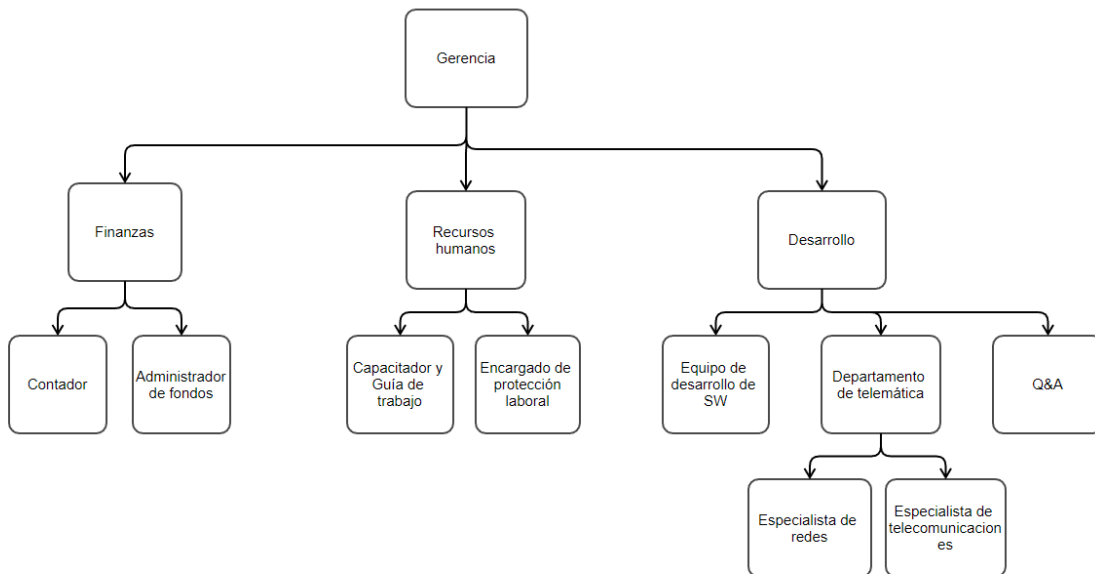 Gerencia
Finanzas
Recursos
humanos
Desarrollo
Contador
Administrador
de fondos
Capacitador y
Guía de
trabajo
Encargado de
protección
laboral
Equipo de
desarrollo de
SW
Departamento
de telemática
Q&A
Especialista de
redes
Especialista de
telecomunicacion
es